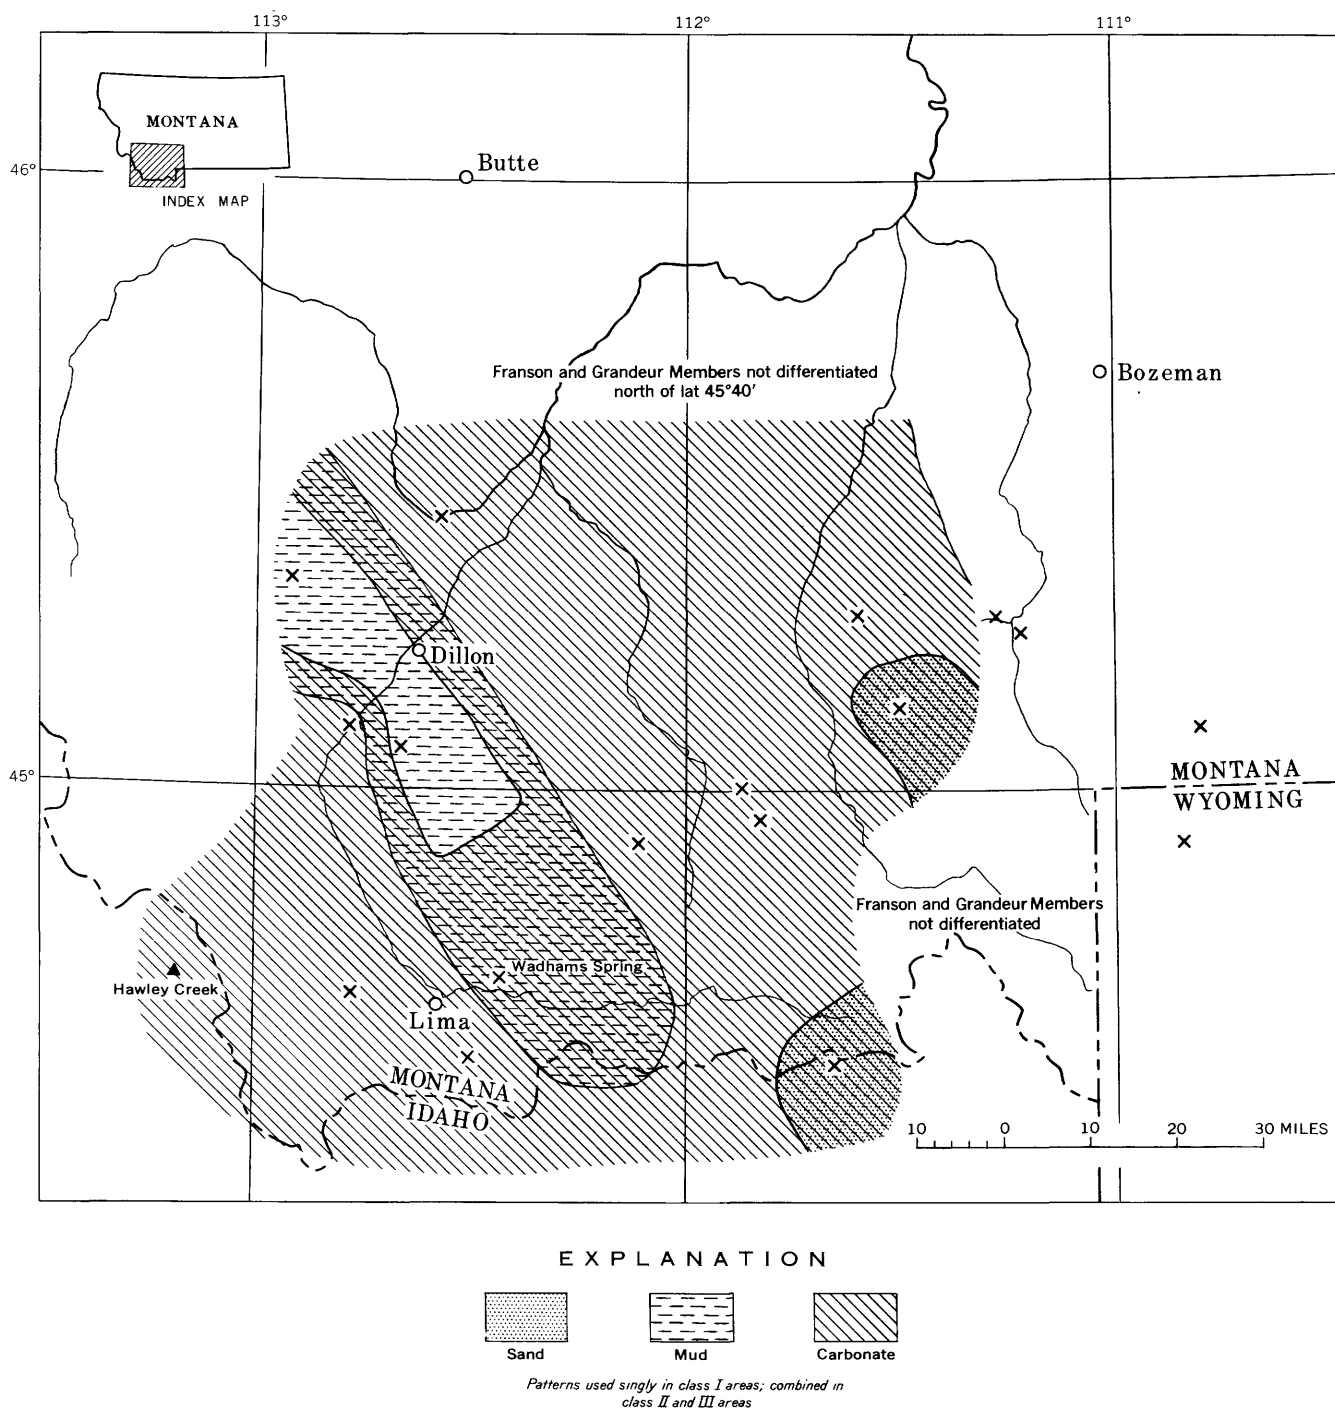 113°
112°
111°
MONTANA
46°
Butte
INDEX MAP
Franson and Grandeur Members not differentiated
north of lat 45°40′
Bozeman
Dillon
45°
MONTANA
WYOMING
Franson and Grandeur Members
not differentiated
Wadhams Spring
Hawley Creek
Lima
MONTANA
IDAHO
10 0 10 20 30 MILES
EXPLANATION
Sand
Mud
Carbonate
Patterns used singly in class I areas; combined in
class II and III areas